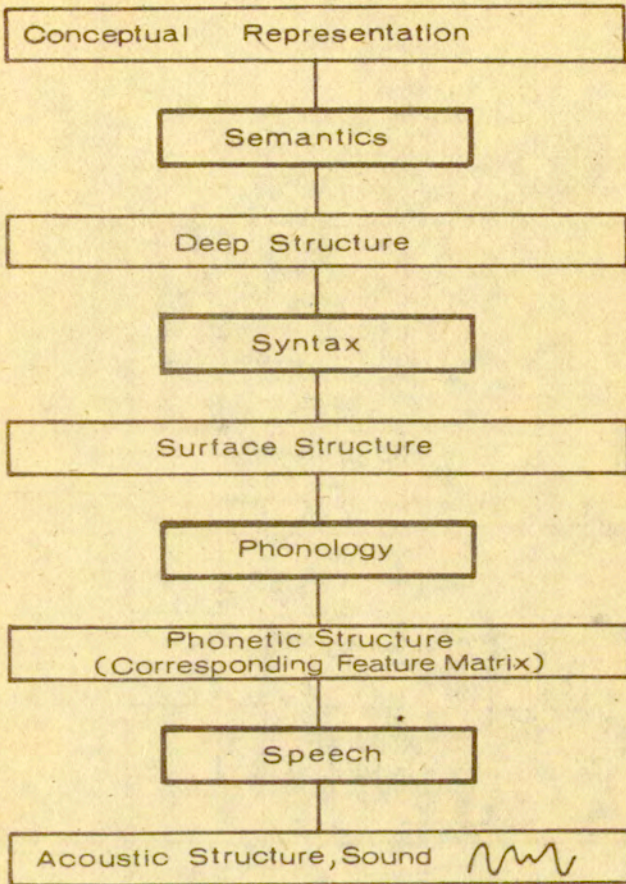 Conceptual Representation
Semantics
Deep Structure
Syntax
Surface Structure
Phonology
Phonetic Structure
(Corresponding Feature Matrix)
Speech
Acoustic Structure, Sound